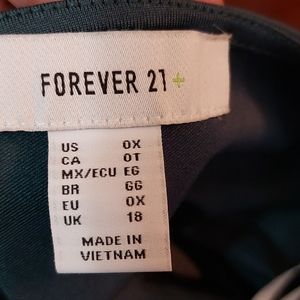 FOREVER 21+
US 0X
CA 0T
MX/ECU EG
BR GG
EU 0X
UK 18
MADE IN
VIETNAM